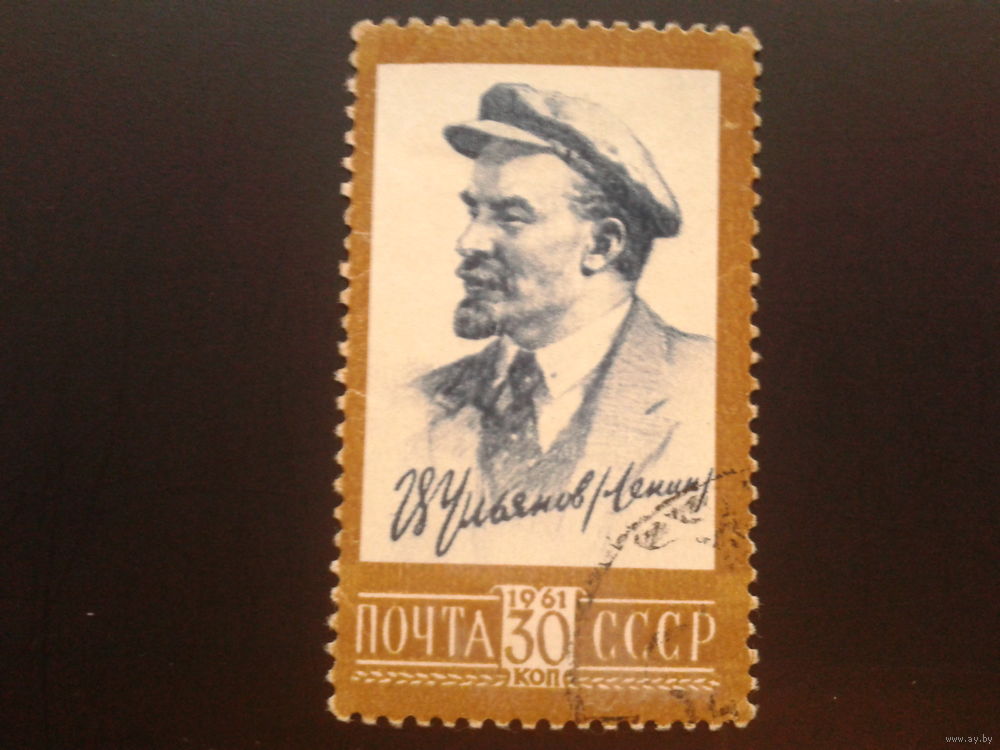 В Ульянов (Ленин)
1961
ПОЧТА 30 СССР
КОП
www.ay.by